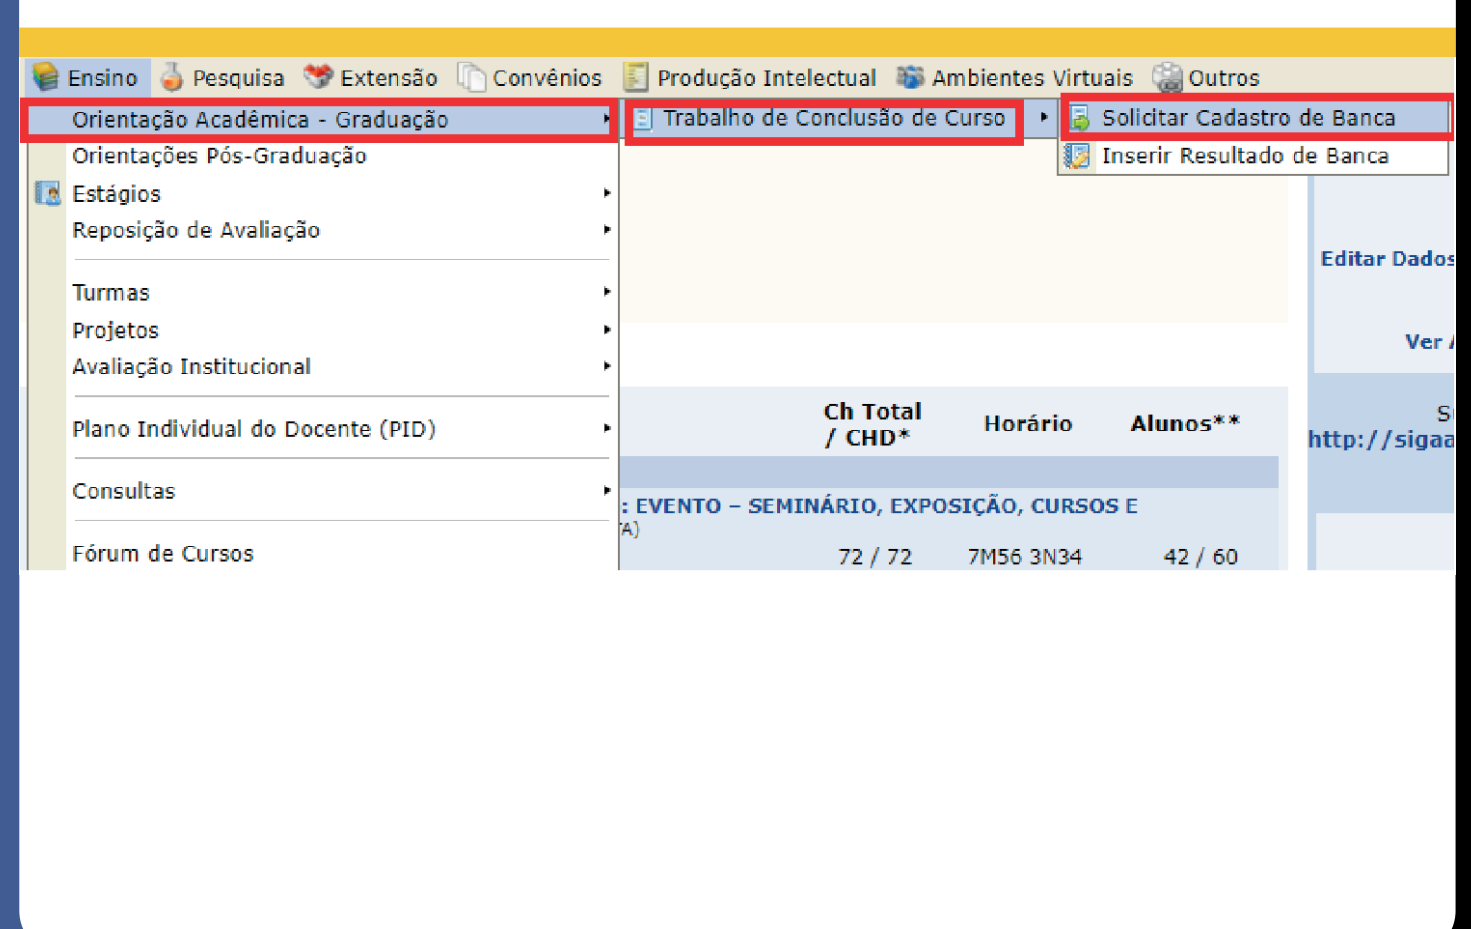 Ensino Pesquisa Extensão Convênios Produção Intelectual Ambientes Virtuais Outros
Orientação Acadêmica - Graduação Trabalho de Conclusão de Curso Solicitar Cadastro de Banca
Orientações Pós-Graduação Inserir Resultado de Banca
Estágios
Reposição de Avaliação
Editar Dados
Turmas
Projetos
Ver
Avaliação Institucional
Ch Total
/ CHD* Horário Alunos**
Plano Individual do Docente (PID)
http://sigaa
Consultas
: EVENTO – SEMINÁRIO, EXPOSIÇÃO, CURSOS E
TA)
Fórum de Cursos 72 / 72 7M56 3N34 42 / 60